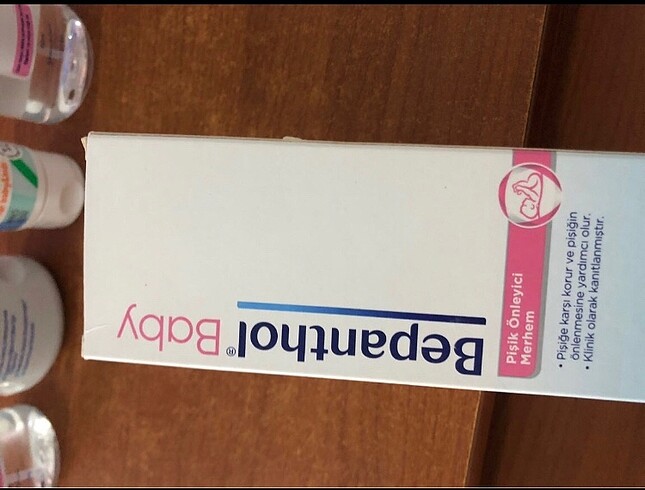 Bepanthol® Baby
Pişik Önleyici
Merhem
• Pişiğe karşı korur ve pişiğin
önlenmesine yardımcı olur.
• Klinik olarak kanıtlanmıştır.